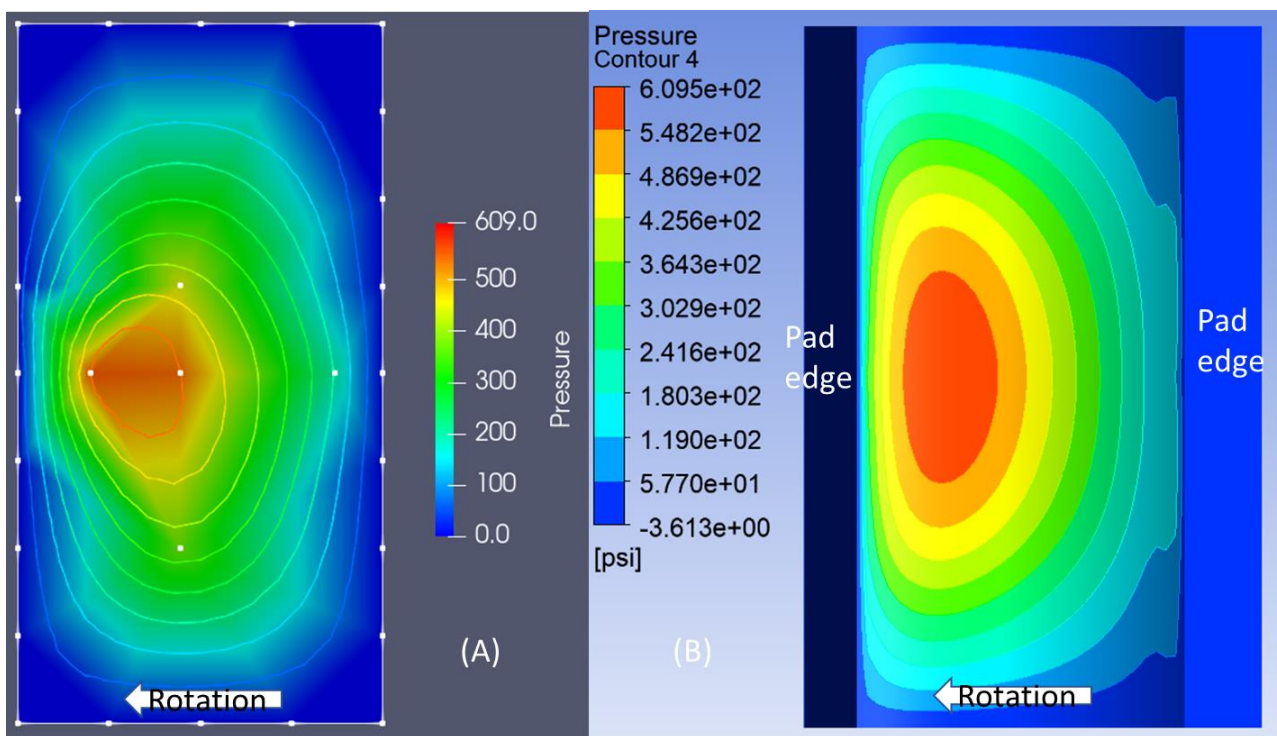 609.0
500
400
300
200
100
0.0
Pressure
(A)
Rotation
Pressure
Contour 4
6.095e+02
5.482e+02
4.869e+02
4.256e+02
3.643e+02
3.029e+02
2.416e+02
1.803e+02
1.190e+02
5.770e+01
-3.613e+00
[psi]
(B)
Pad
edge
Pad
edge
Rotation